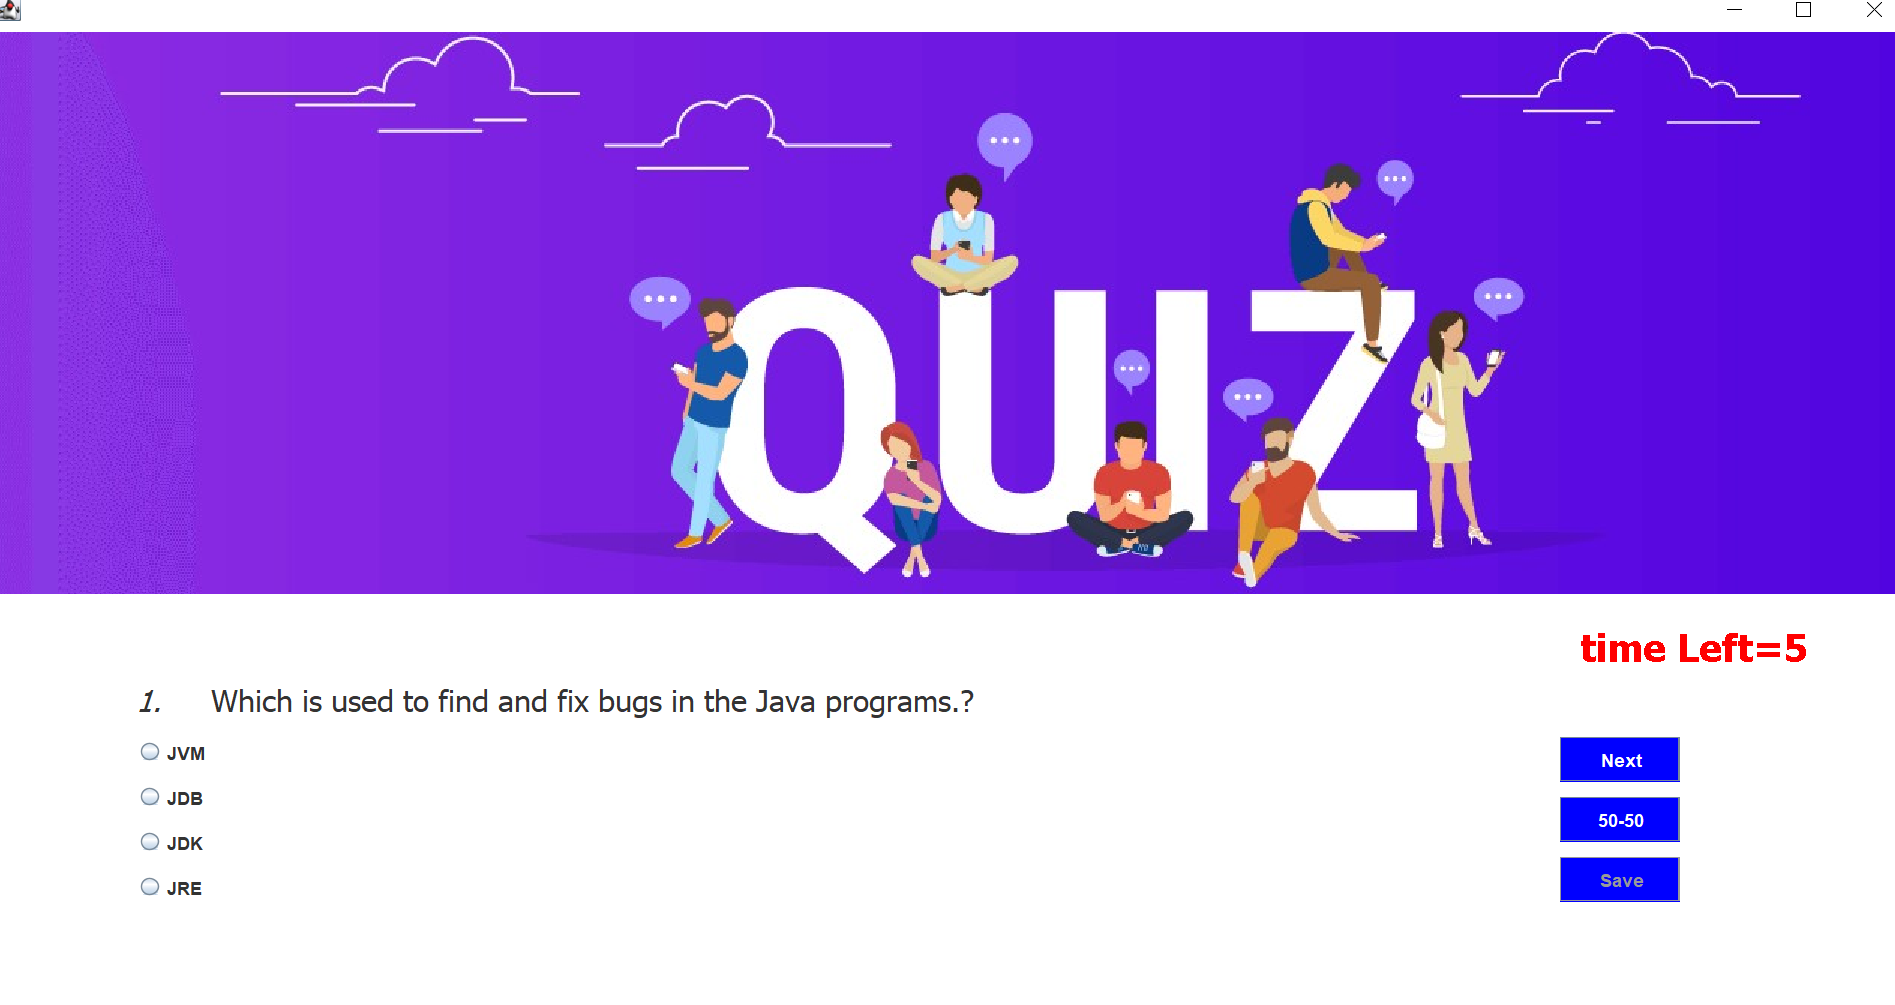 QUIZ
time Left=5
1. Which is used to find and fix bugs in the Java programs.?
JVM
JDB
JDK
JRE
Next
50-50
Save